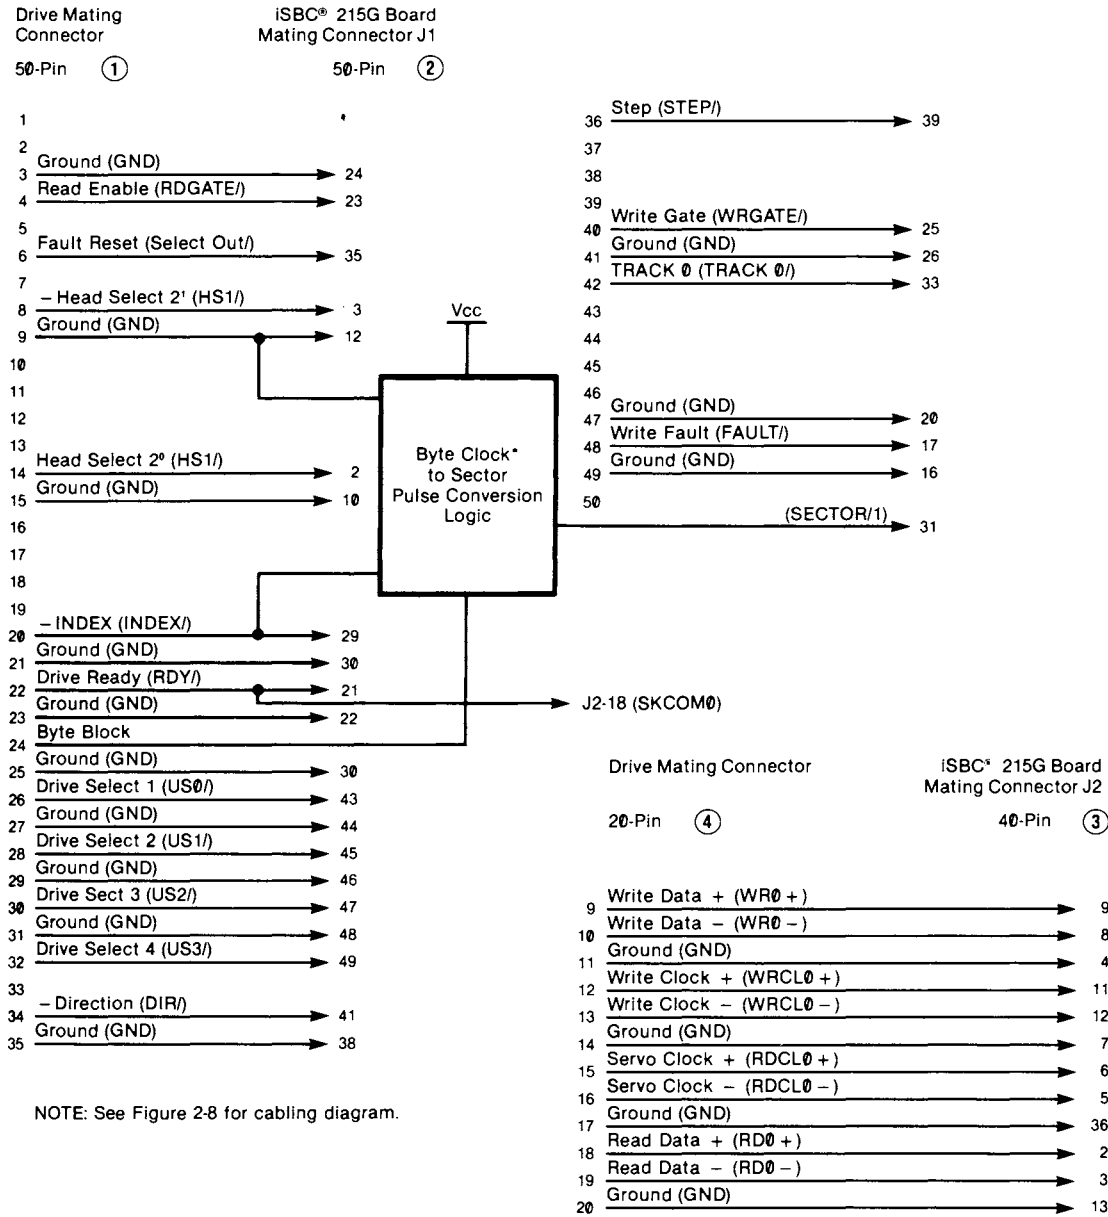 Drive Mating Connector
iSBC® 215G Board Mating Connector J1
50-Pin 1
50-Pin 2
1
2
Ground (GND)
3 24
Read Enable (RDGATE/)
4 23
5
Fault Reset (Select Out/)
6 35
7
– Head Select 2¹ (HS1/)
8 3
Ground (GND)
9 12
10
11
12
13
Head Select 2⁰ (HS1/)
14 2
Ground (GND)
15 10
16
17
18
19
– INDEX (INDEX/)
20 29
Ground (GND)
21 30
Drive Ready (RDY/)
22 21
Ground (GND)
23 22
Byte Block
24
Ground (GND)
25 30
Drive Select 1 (US0/)
26 43
Ground (GND)
27 44
Drive Select 2 (US1/)
28 45
Ground (GND)
29 46
Drive Sect 3 (US2/)
30 47
Ground (GND)
31 48
Drive Select 4 (US3/)
32 49
33
– Direction (DIR/)
34 41
Ground (GND)
35 38
NOTE: See Figure 2-8 for cabling diagram.
Vcc
Byte Clock*
to Sector
Pulse Conversion
Logic
J2-18 (SKCOM0)
Step (STEP/)
36 39
37
38
39
Write Gate (WRGATE/)
40 25
Ground (GND)
41 26
TRACK 0 (TRACK 0/)
42 33
43
44
45
46
Ground (GND)
47 20
Write Fault (FAULT/)
48 17
Ground (GND)
49 16
50
(SECTOR/1)
31
Drive Mating Connector
iSBC® 215G Board
Mating Connector J2
20-Pin 4
40-Pin 3
Write Data + (WR0 +)
9 9
Write Data – (WR0 –)
10 8
Ground (GND)
11 4
Write Clock + (WRCL0 +)
12 11
Write Clock – (WRCL0 –)
13 12
Ground (GND)
14 7
Servo Clock + (RDCL0 +)
15 6
Servo Clock – (RDCL0 –)
16 5
Ground (GND)
17 36
Read Data + (RD0 +)
18 2
Read Data – (RD0 –)
19 3
Ground (GND)
20 13